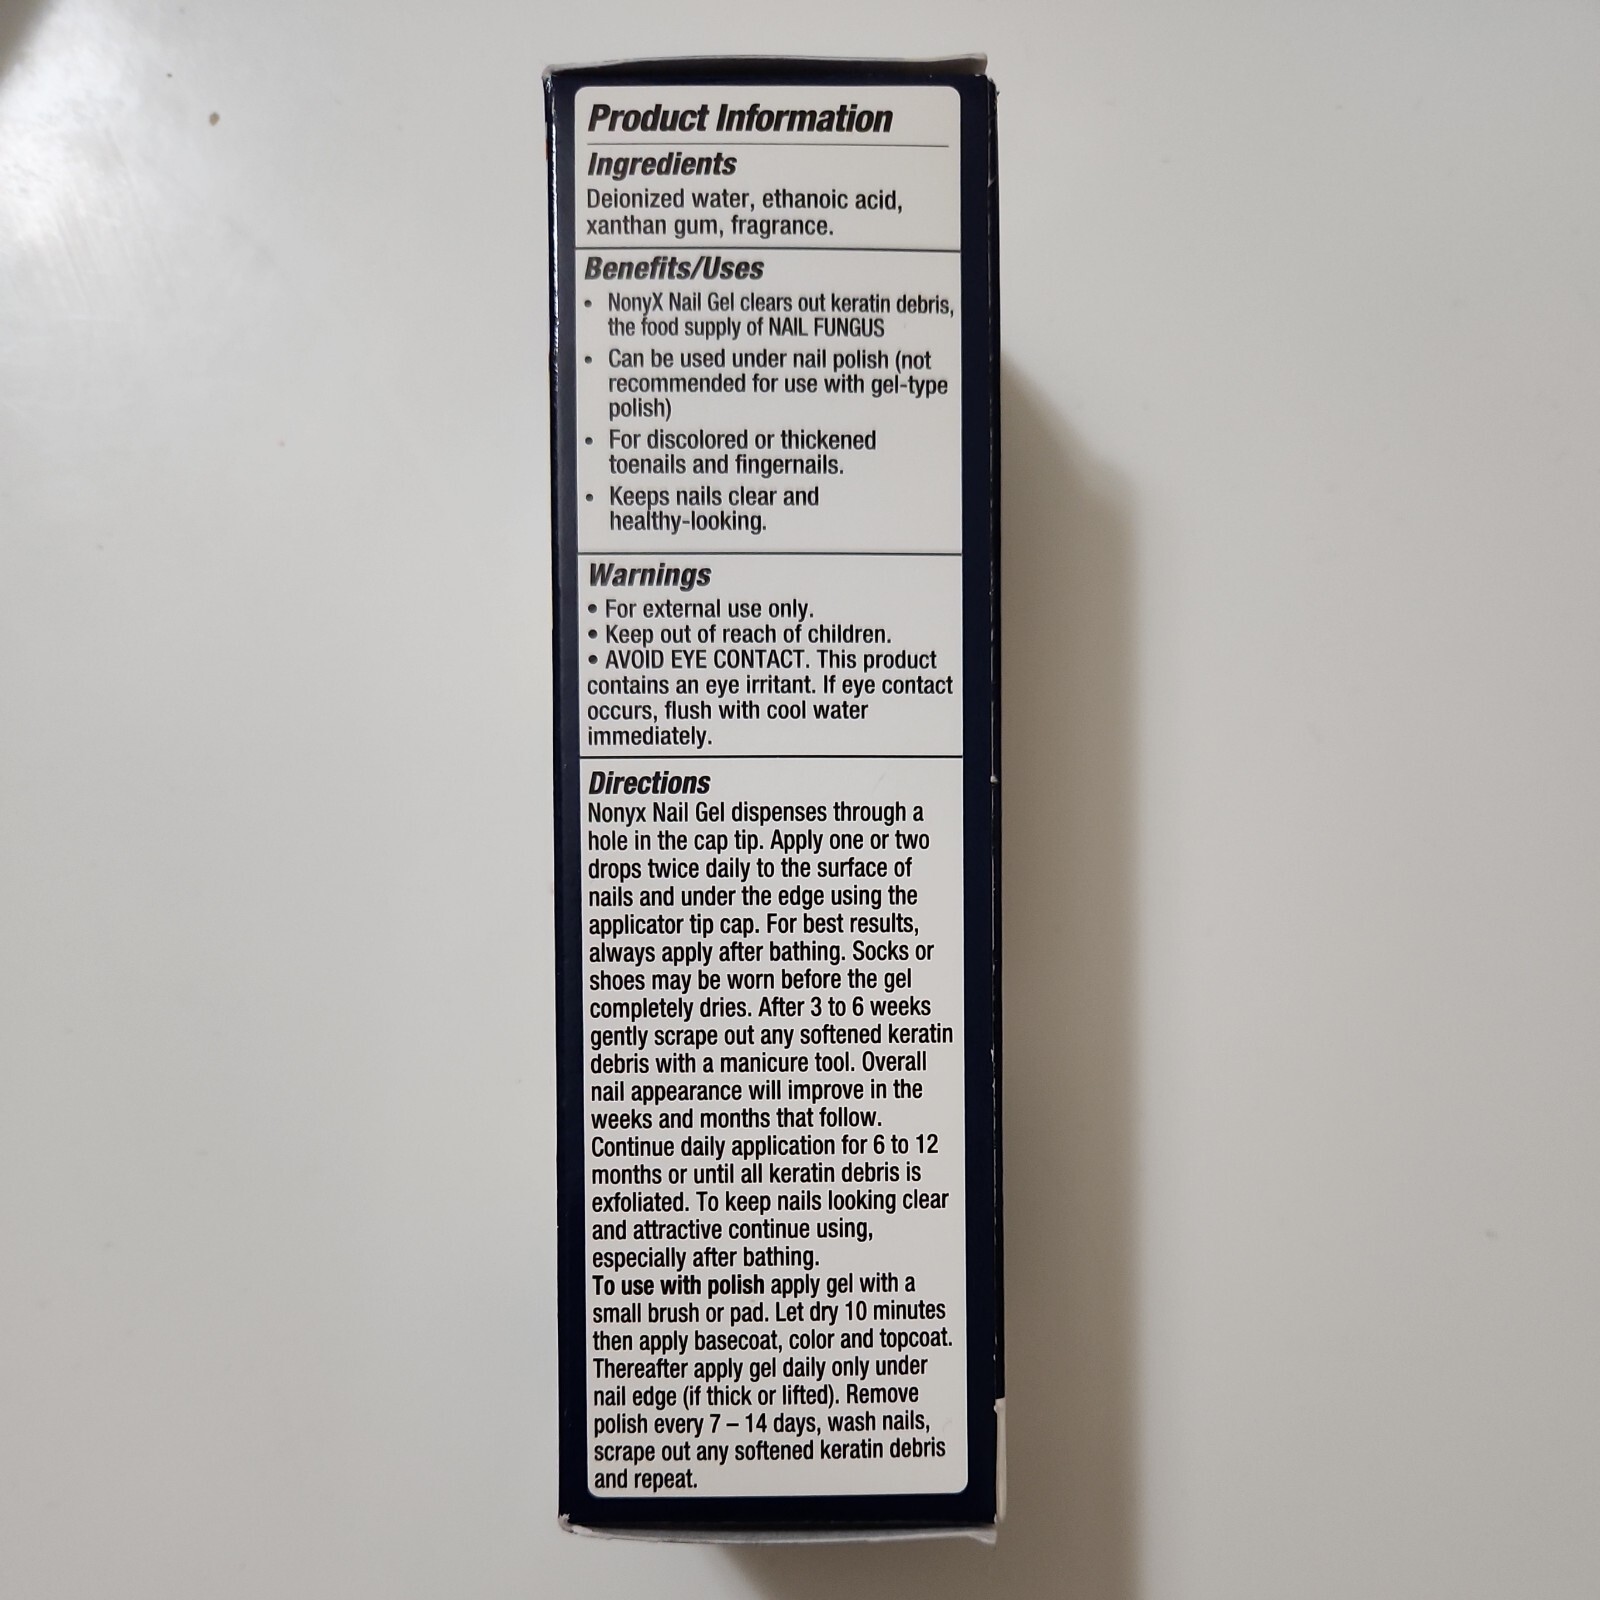 Product Information
Ingredients
Deionized water, ethanoic acid,
xanthan gum, fragrance.
Benefits/Uses
• NonyX Nail Gel clears out keratin debris,
the food supply of NAIL FUNGUS
• Can be used under nail polish (not
recommended for use with gel-type
polish)
• For discolored or thickened
toenails and fingernails.
• Keeps nails clear and
healthy-looking.
Warnings
• For external use only.
• Keep out of reach of children.
• AVOID EYE CONTACT. This product
contains an eye irritant. If eye contact
occurs, flush with cool water
immediately.
Directions
Nonyx Nail Gel dispenses through a
hole in the cap tip. Apply one or two
drops twice daily to the surface of
nails and under the edge using the
applicator tip cap. For best results,
always apply after bathing. Socks or
shoes may be worn before the gel
completely dries. After 3 to 6 weeks
gently scrape out any softened keratin
debris with a manicure tool. Overall
nail appearance will improve in the
weeks and months that follow.
Continue daily application for 6 to 12
months or until all keratin debris is
exfoliated. To keep nails looking clear
and attractive continue using,
especially after bathing.
To use with polish apply gel with a
small brush or pad. Let dry 10 minutes
then apply basecoat, color and topcoat.
Thereafter apply gel daily only under
nail edge (if thick or lifted). Remove
polish every 7 – 14 days, wash nails,
scrape out any softened keratin debris
and repeat.